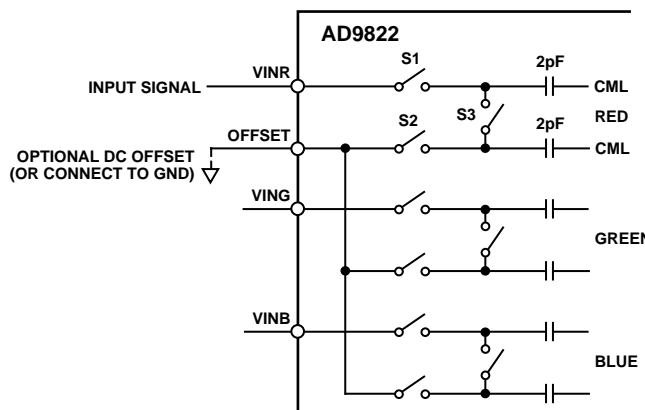 AD9822
S1
2pF
VINR
INPUT SIGNAL
CML
S3
RED
OFFSET
S2
2pF
CML
OPTIONAL DC OFFSET
(OR CONNECT TO GND)
VING
GREEN
VINB
BLUE